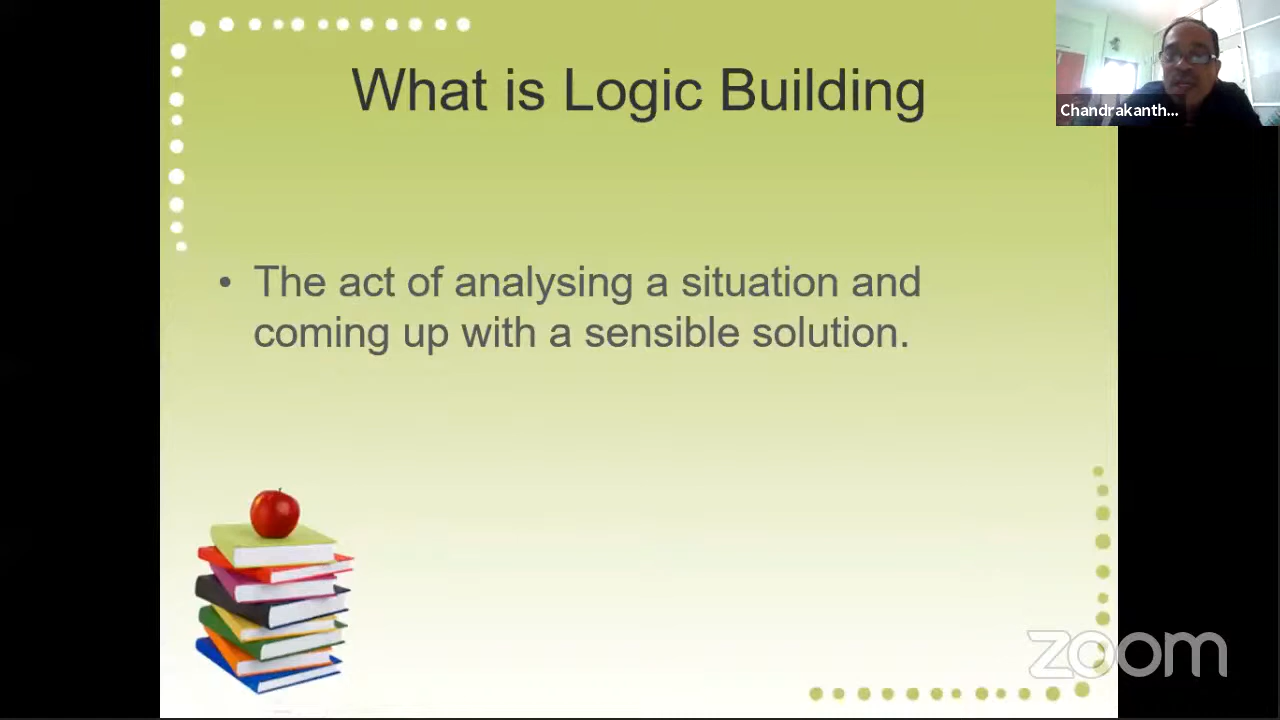 What is Logic Building
Chandrakanth...
• The act of analysing a situation and
coming up with a sensible solution.
zoom